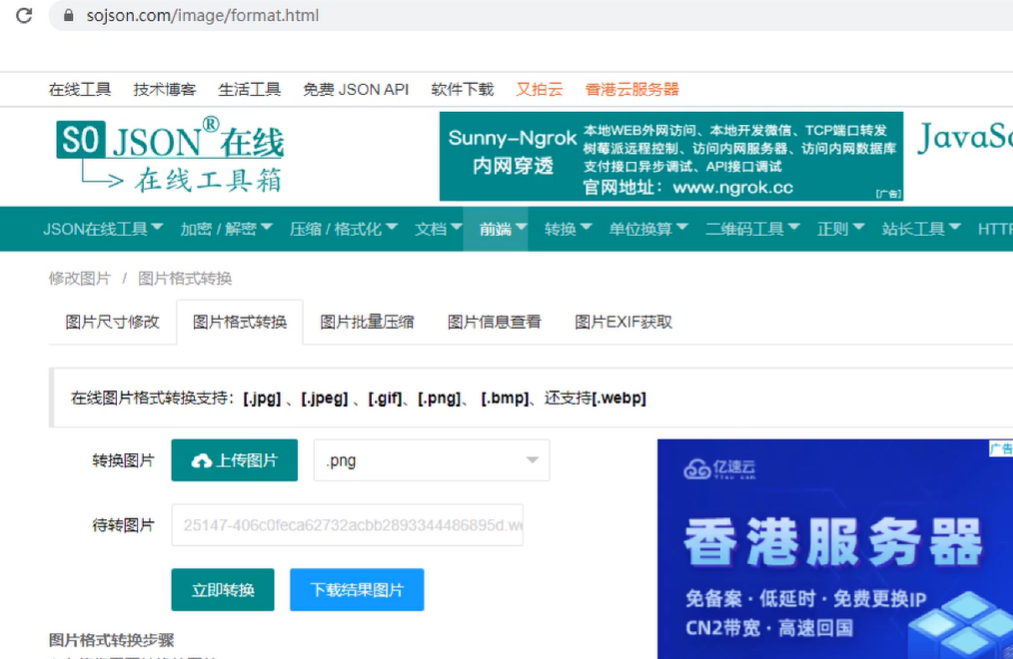 sojson.com/image/format.html
在线工具 技术博客 生活工具 免费 JSON API 软件下载 又拍云 香港云服务器
SO JSON®在线
在线工具箱
Sunny-Ngrok
内网穿透
本地WEB外网访问、本地开发微信、TCP端口转发
树莓派远程控制、访问内网服务器、访问内网数据库
支付接口异步调试、API接口调试
官网地址：www.ngrok.cc
[广告]
JavaSc
JSON在线工具 加密 / 解密 压缩 / 格式化 文档 前端 转换 单位换算 二维码工具 正则 站长工具 HTTP
修改图片 / 图片格式转换
图片尺寸修改 图片格式转换 图片批量压缩 图片信息查看 图片EXIF获取
在线图片格式转换支持：[.jpg] 、[.jpeg] 、[.gif]、[.png]、 [.bmp]、还支持[.webp]
转换图片 上传图片 .png
待转图片 25147-406c0feca62732acbb2893344486895d.we
立即转换 下载结果图片
广告
亿速云
香港服务器
免备案·低延时·免费更换IP
CN2带宽·高速回国
图片格式转换步骤